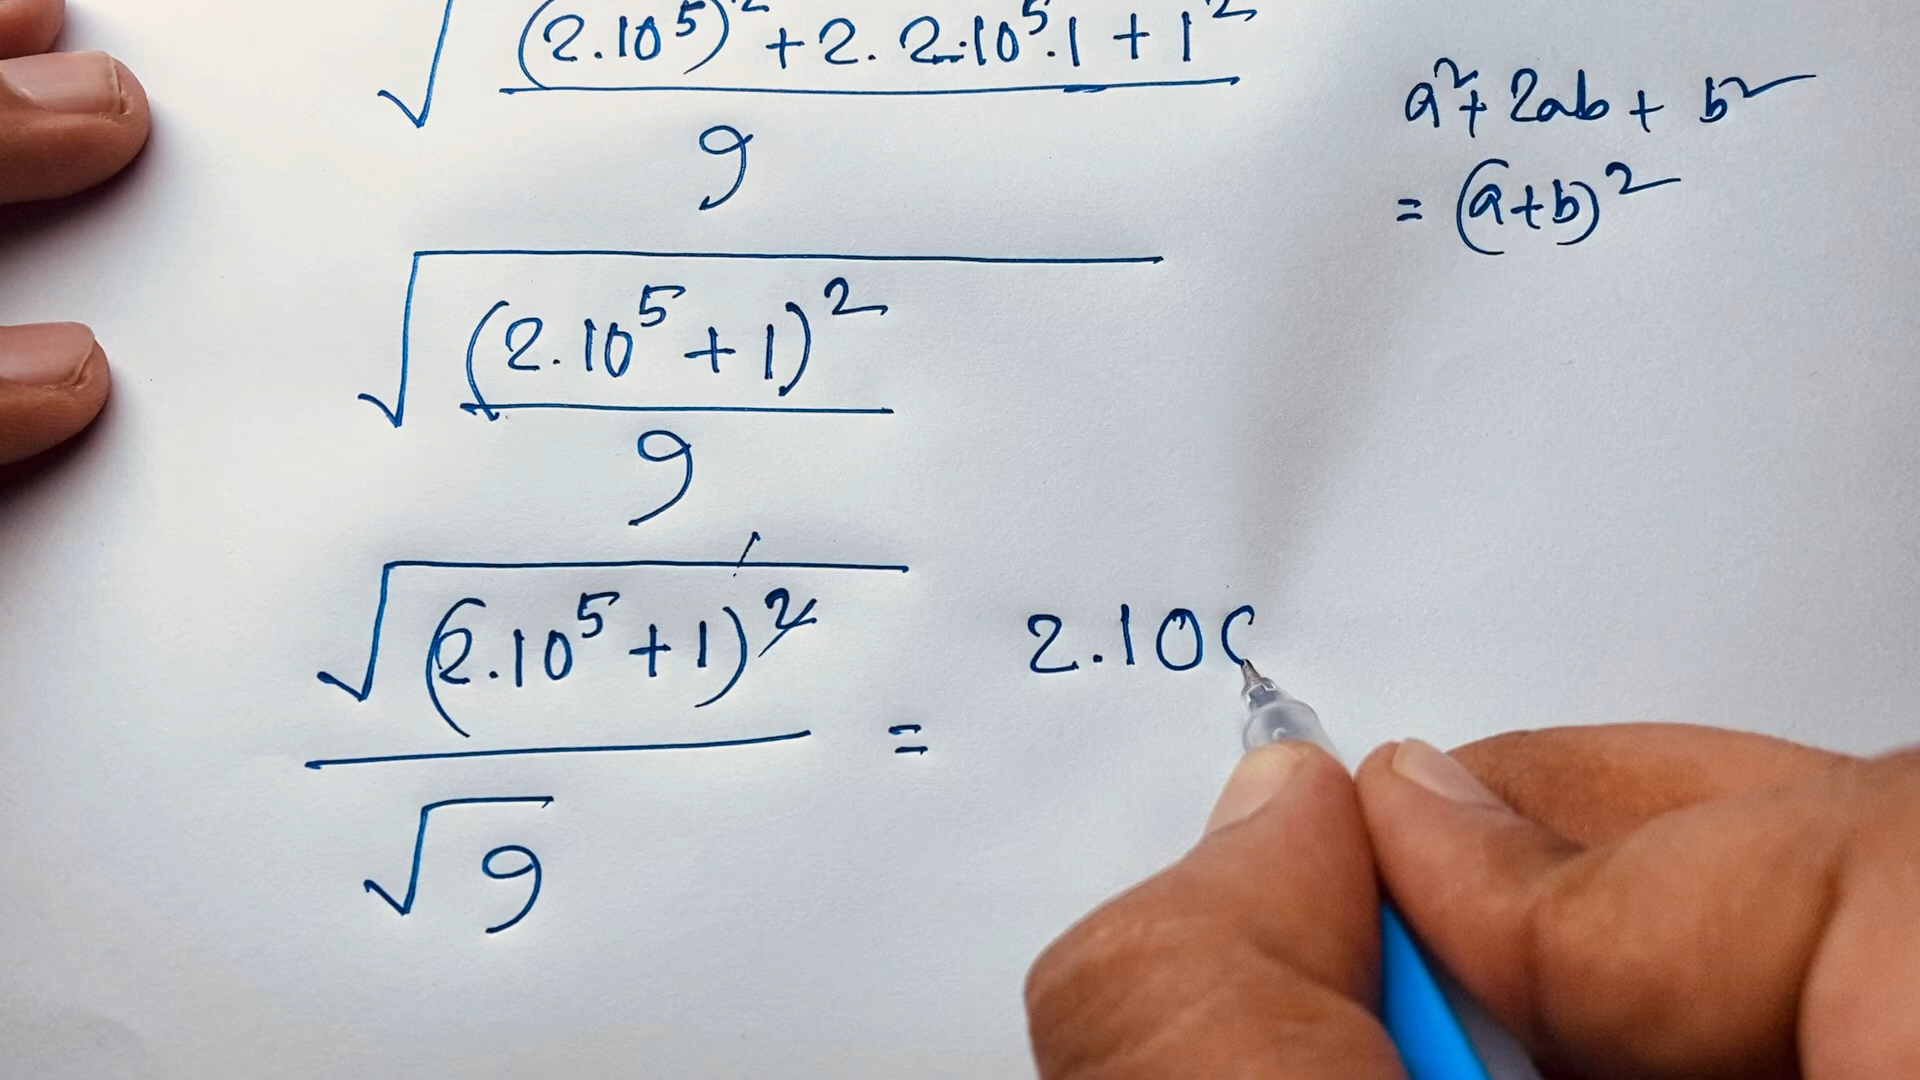 √((2.10⁵)² + 2. 2.10⁵.1 + 1²) / 9
a² + 2ab + b²
= (a+b)²
√((2.10⁵ + 1)² / 9)
√(2.10⁵ + 1)² / √9 = 2.100